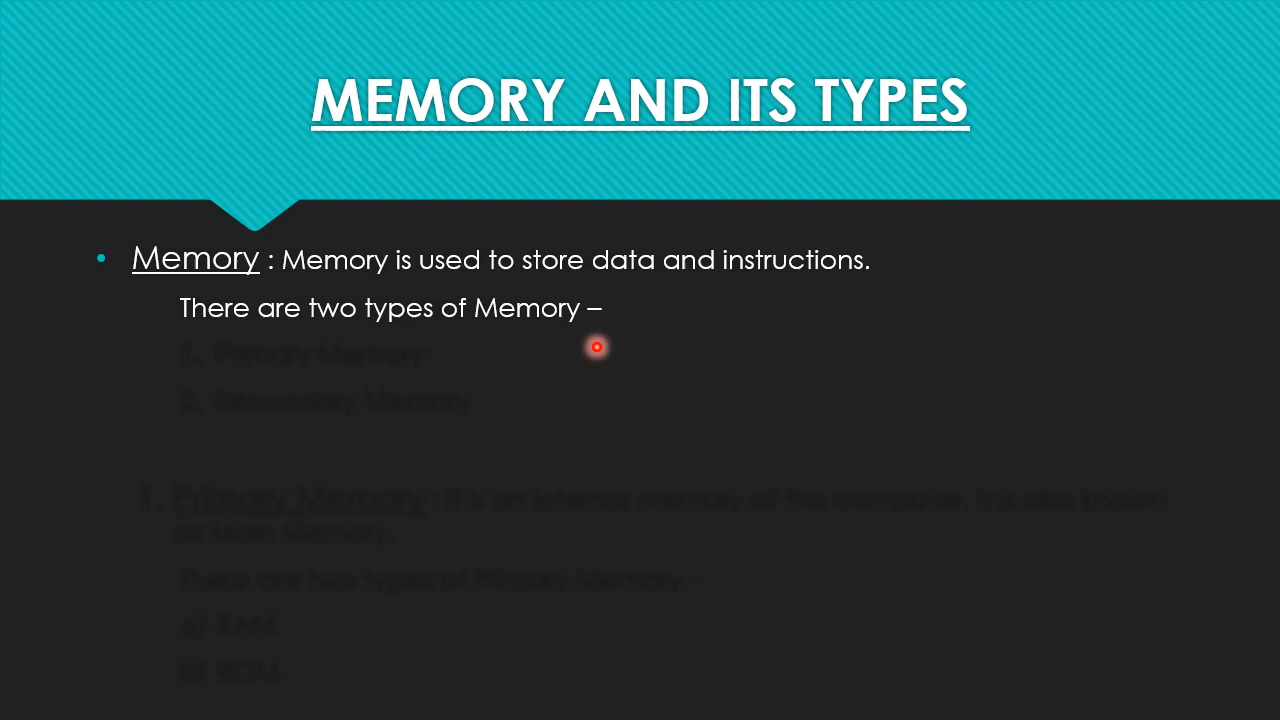 MEMORY AND ITS TYPES
• Memory : Memory is used to store data and instructions.
There are two types of Memory –
1. Primary Memory
2. Secondary Memory
1. Primary Memory : It is an internal memory of the computer. It is also known
as Main Memory.
There are two types of Primary Memory –
a) RAM
b) ROM